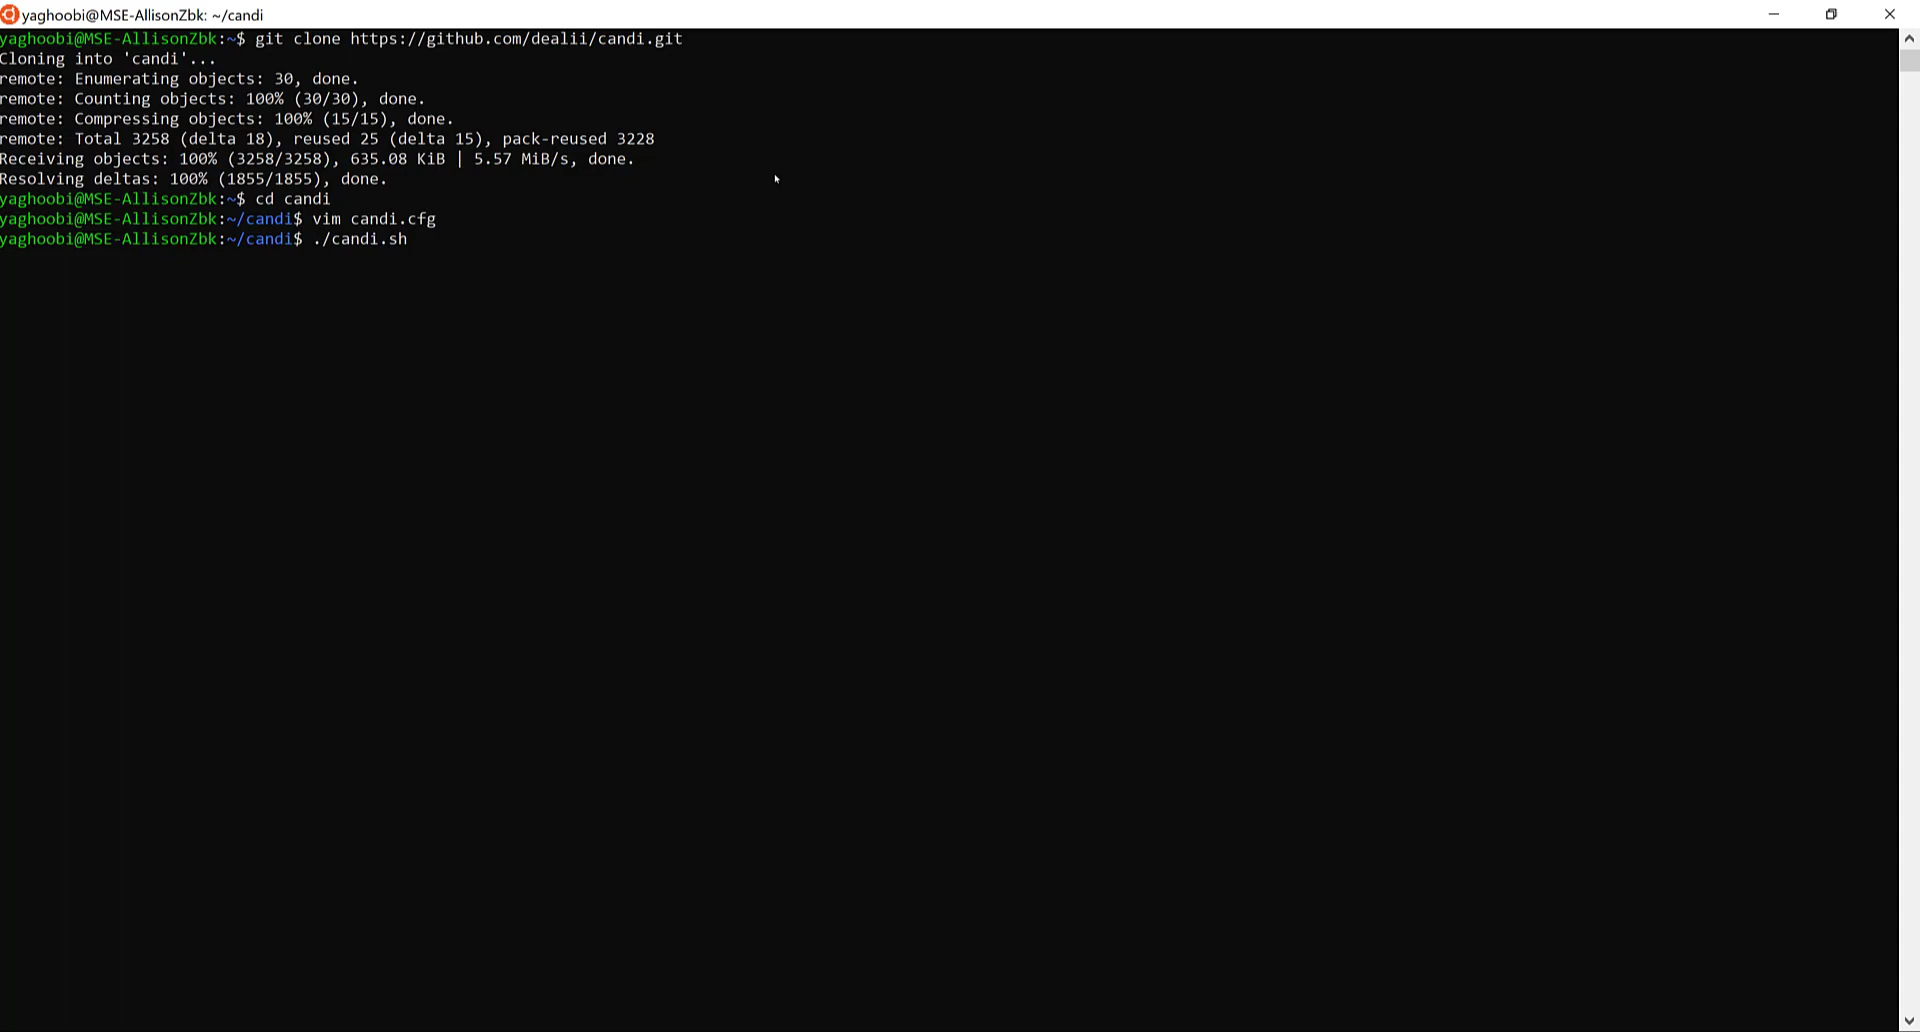 yaghoobi@MSE-AllisonZbk: ~/candi
yaghoobi@MSE-AllisonZbk:~$ git clone https://github.com/dealii/candi.git
Cloning into 'candi'...
remote: Enumerating objects: 30, done.
remote: Counting objects: 100% (30/30), done.
remote: Compressing objects: 100% (15/15), done.
remote: Total 3258 (delta 18), reused 25 (delta 15), pack-reused 3228
Receiving objects: 100% (3258/3258), 635.08 KiB | 5.57 MiB/s, done.
Resolving deltas: 100% (1855/1855), done.
yaghoobi@MSE-AllisonZbk:~$ cd candi
yaghoobi@MSE-AllisonZbk:~/candi$ vim candi.cfg
yaghoobi@MSE-AllisonZbk:~/candi$ ./candi.sh